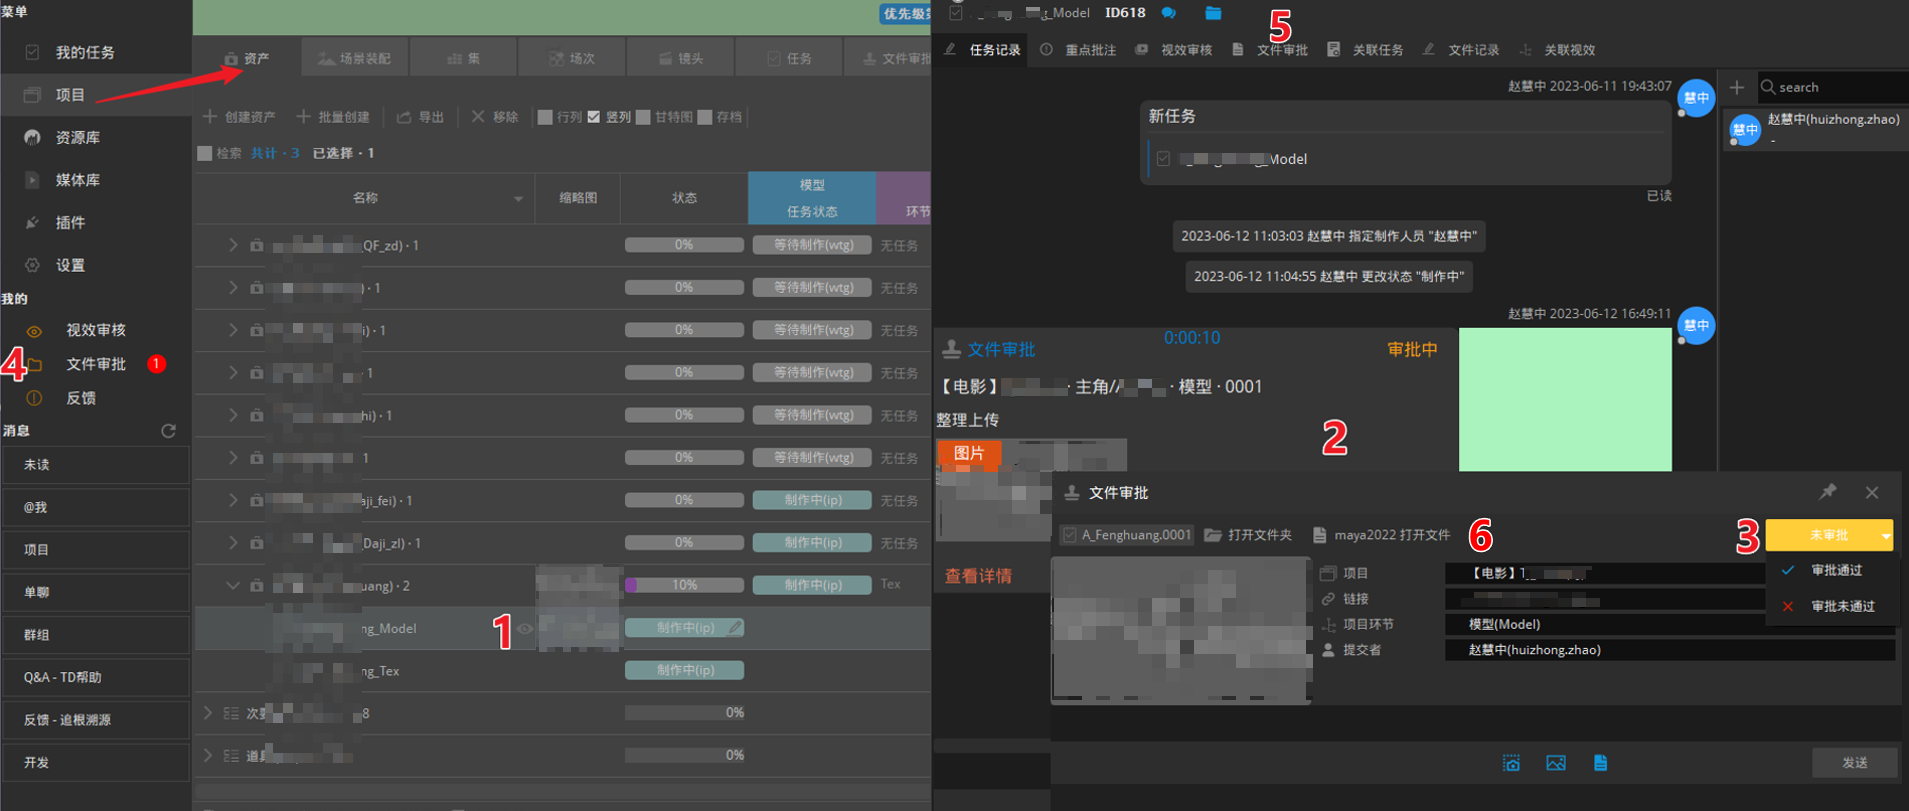 菜单
我的任务
项目
资源库
媒体库
插件
设置
我的
视效审核
4
文件审批 1
反馈
消息
未读
@我
项目
单聊
群组
Q&A - TD帮助
反馈 - 追根溯源
开发
优先级
资产 场景装配 集 场次 镜头 任务 文件审批
创建资产 批量创建 导出 移除 行列 竖列 甘特图 存档
检索 共计 · 3 已选择 · 1
名称 缩略图 状态 模型
任务状态 环节
_QF_zd) · 1 0% 等待制作(wtg) 无任务
) · 1 0% 等待制作(wtg) 无任务
i) · 1 0% 等待制作(wtg) 无任务
· 1 0% 等待制作(wtg) 无任务
hi) · 1 0% 等待制作(wtg) 无任务
1 0% 等待制作(wtg) 无任务
aji_fei) · 1 0% 制作中(ip) 无任务
(Daji_zl) · 1 0% 制作中(ip) 无任务
uang) · 2 10% 制作中(ip) Tex
ng_Model 1 制作中(ip)
ng_Tex 制作中(ip)
次 8 0%
道具 0%
_Model ID618
5
任务记录 重点批注 视效审核 文件审批 关联任务 文件记录 关联视效
赵慧中 2023-06-11 19:43:07
慧中
新任务
_Model
已读
2023-06-12 11:03:03 赵慧中 指定制作人员 "赵慧中"
2023-06-12 11:04:55 赵慧中 更改状态 "制作中"
赵慧中 2023-06-12 16:49:11
慧中
search
慧中 赵慧中(huizhong.zhao)
-
文件审批 0:00:10 审批中
【电影】 · 主角// · 模型 · 0001
整理上传
图片
2
查看详情
文件审批
A_Fenghuang.0001 打开文件夹 maya2022 打开文件 6
3 未审批
审批通过
审批未通过
项目 【电影】T_
链接
项目环节 模型(Model)
提交者 赵慧中(huizhong.zhao)
发送